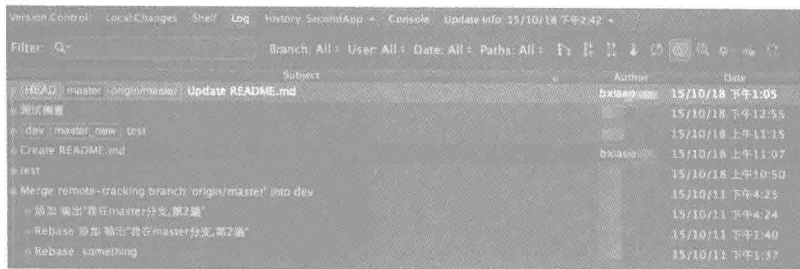 Version Control: Local Changes Shelf Log History: SecondApp Console Update Info: 15/10/18 下午2:42
Filter: Branch: All User: All Date: All Paths: All
Subject Author Date
HEAD master origin/master Update README.md bxiaao 15/10/18 下午1:05
测试搁置 15/10/18 下午12:55
dev master_new test 15/10/18 上午11:15
Create README.md 15/10/18 上午11:07
test 15/10/18 上午10:50
Merge remote-tracking branch 'origin/master' into dev 15/10/11 下午4:25
添加 输出"我在master分支,第2篇" 15/10/11 下午4:24
Rebase 添加 输出"我在master分支,第2篇" 15/10/11 下午1:40
Rebase something 15/10/11 下午1:37